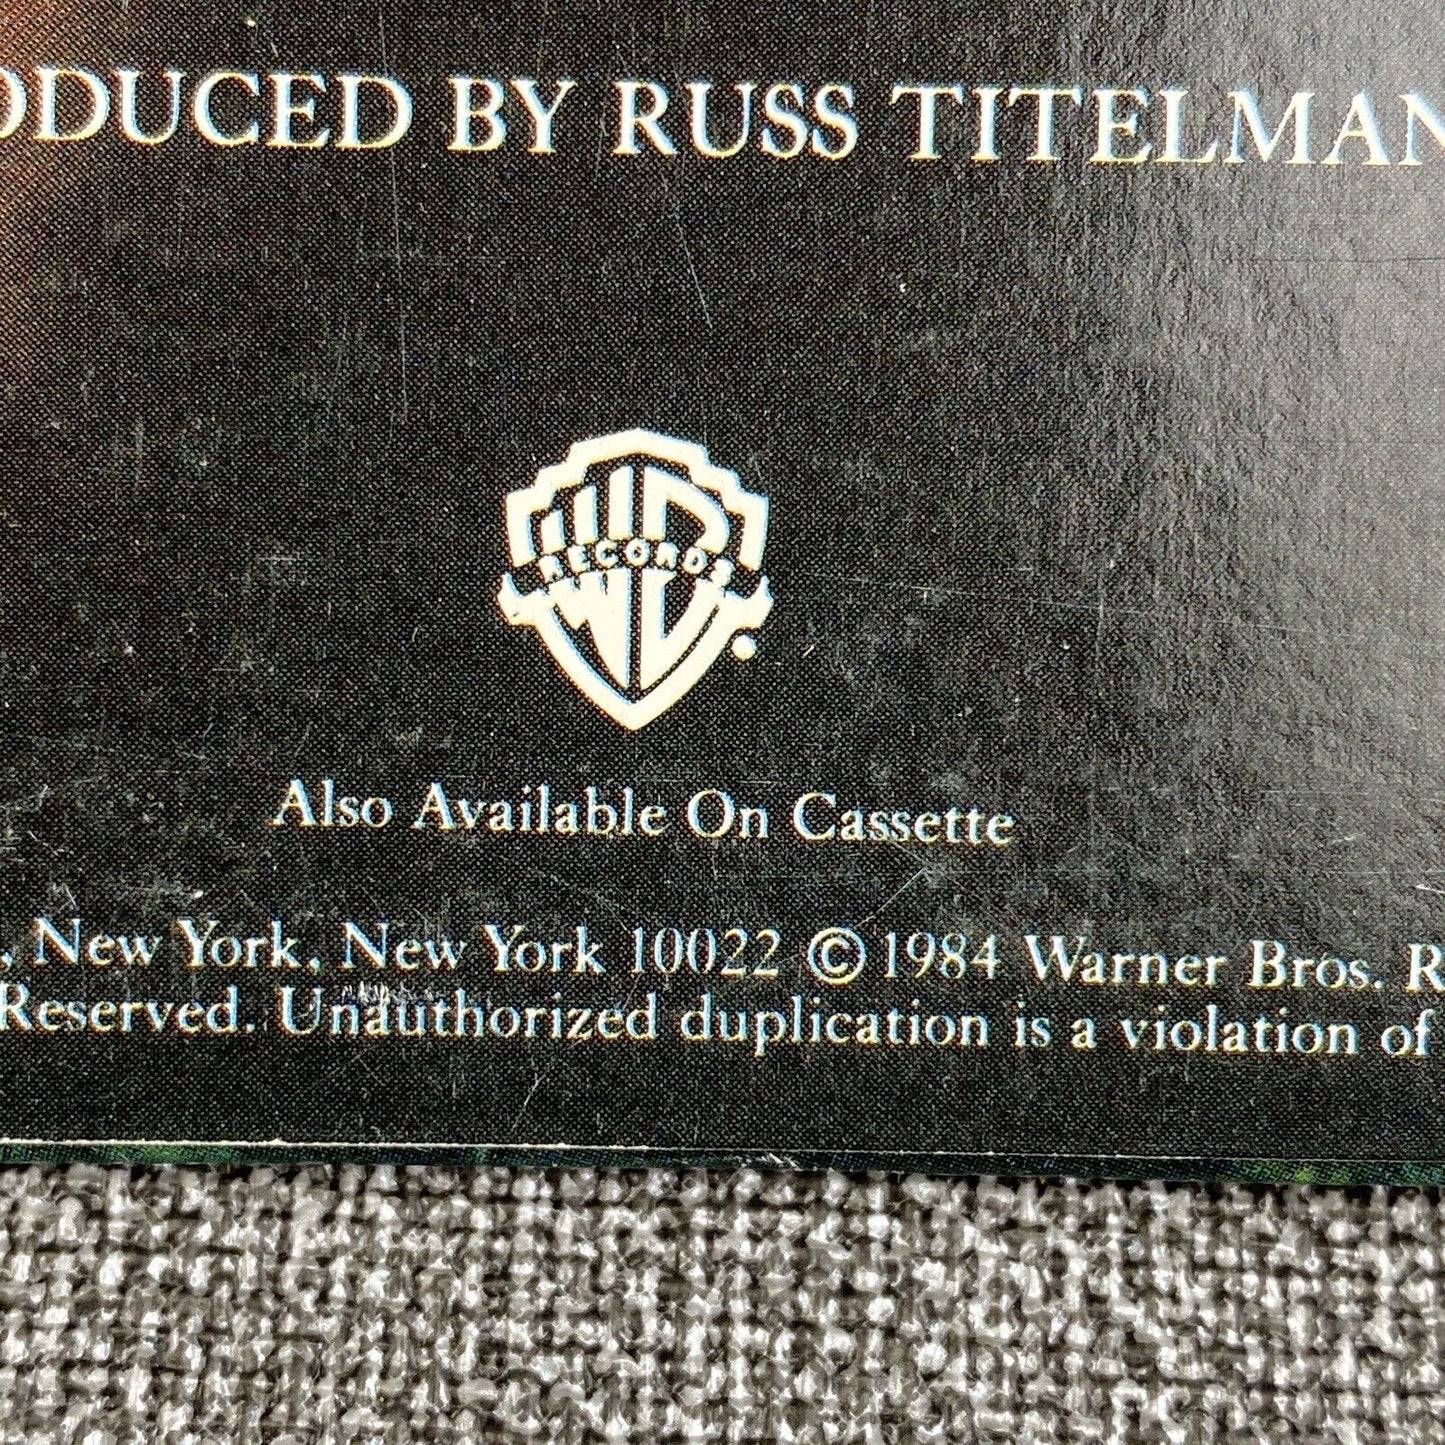 ODUCED BY RUSS TITELMAN
RECORDS
Also Available On Cassette
, New York, New York 10022 © 1984 Warner Bros. R
Reserved. Unauthorized duplication is a violation of